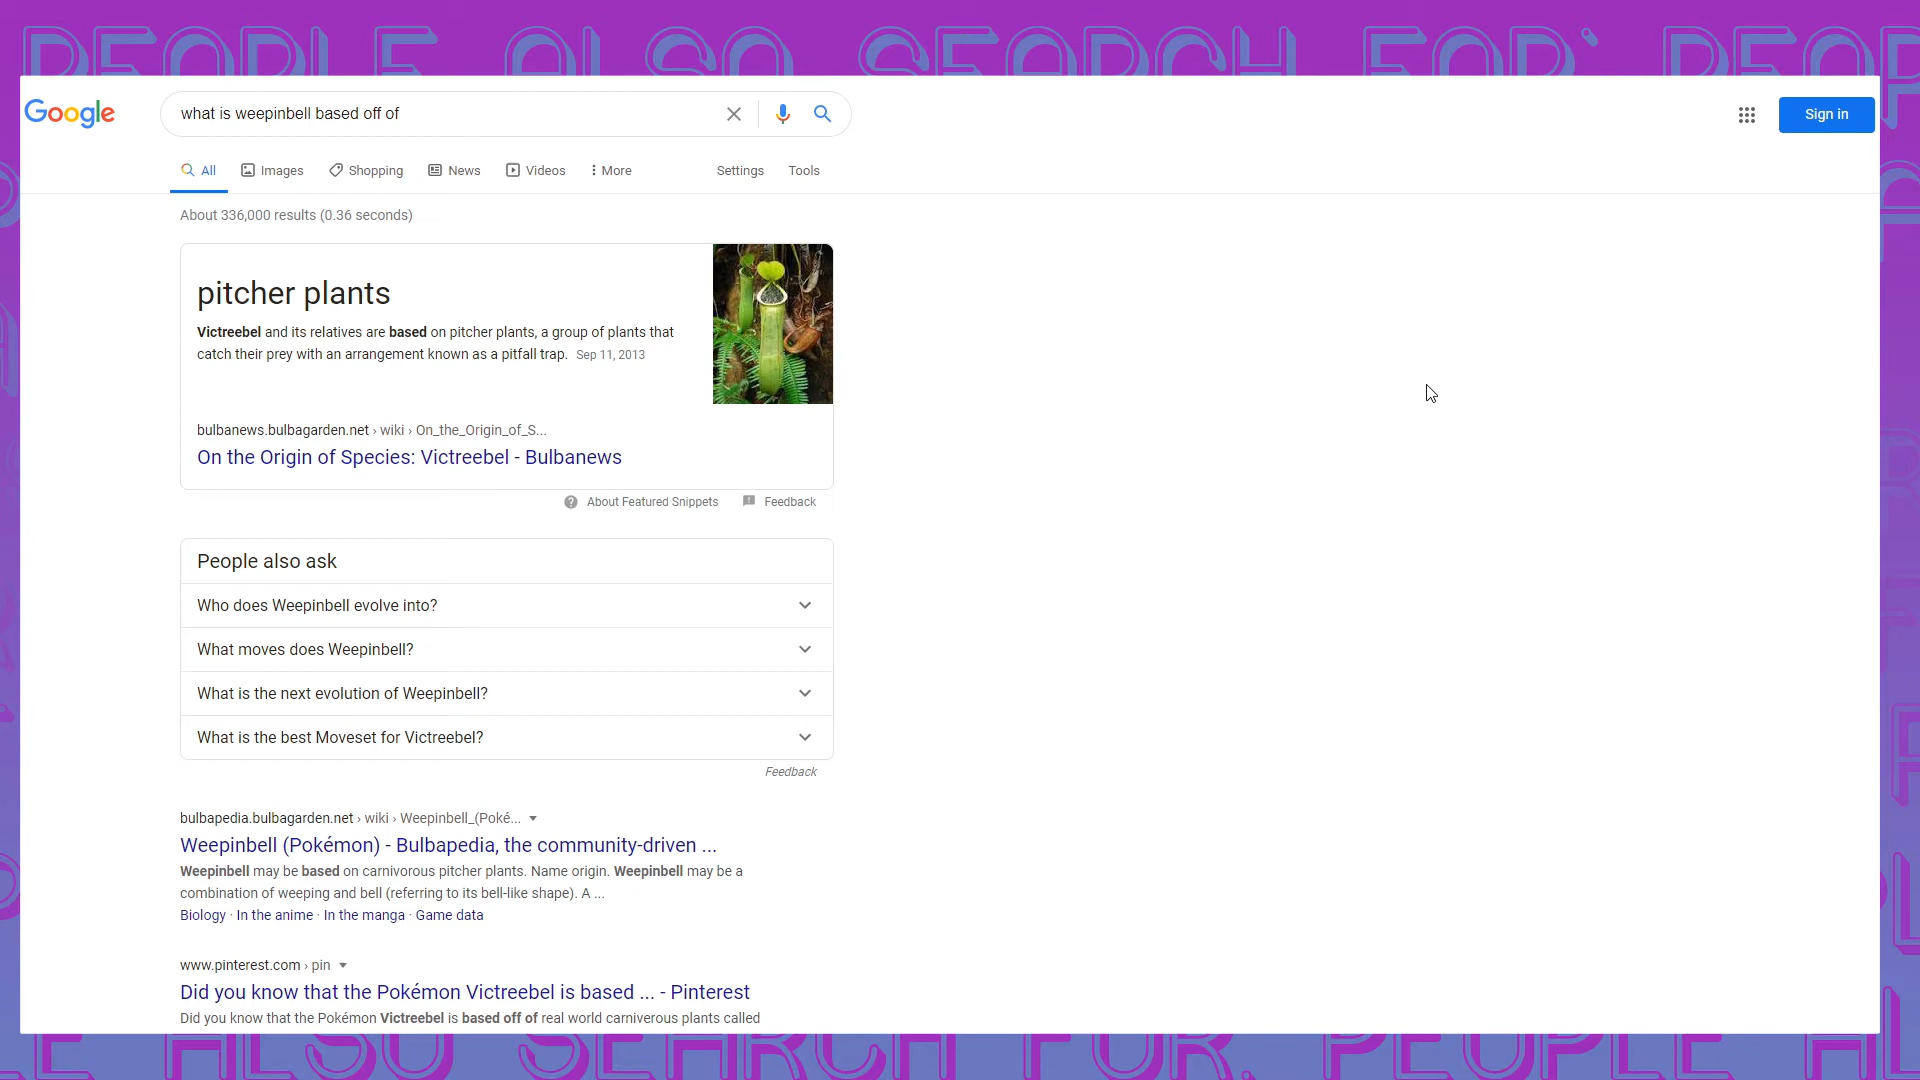 PEOPLE ALSO SEARCH FOR: PEOP
Google
what is weepinbell based off of
Sign in
All
Images
Shopping
News
Videos
More
Settings
Tools
About 336,000 results (0.36 seconds)
pitcher plants
Victreebel and its relatives are based on pitcher plants, a group of plants that
catch their prey with an arrangement known as a pitfall trap. Sep 11, 2013
bulbanews.bulbagarden.net › wiki › On_the_Origin_of_S...
On the Origin of Species: Victreebel - Bulbanews
About Featured Snippets
Feedback
People also ask
Who does Weepinbell evolve into?
What moves does Weepinbell?
What is the next evolution of Weepinbell?
What is the best Moveset for Victreebel?
Feedback
bulbapedia.bulbagarden.net › wiki › Weepinbell_(Poké...
Weepinbell (Pokémon) - Bulbapedia, the community-driven ...
Weepinbell may be based on carnivorous pitcher plants. Name origin. Weepinbell may be a
combination of weeping and bell (referring to its bell-like shape). A ...
Biology · In the anime · In the manga · Game data
www.pinterest.com › pin
Did you know that the Pokémon Victreebel is based ... - Pinterest
Did you know that the Pokémon Victreebel is based off of real world carniverous plants called
LE ALSO SEARCH FOR: PEOPLE AL